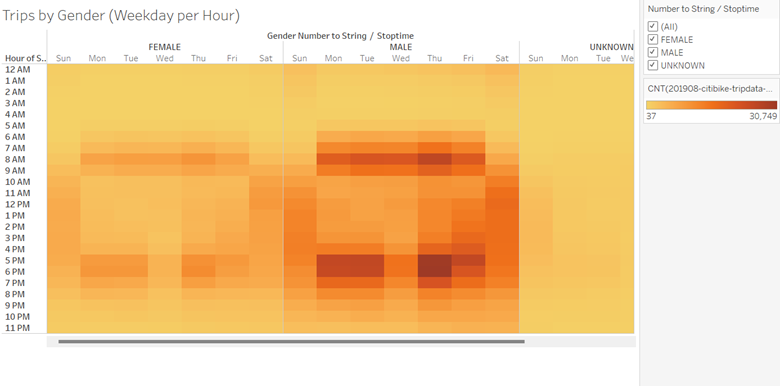 Trips by Gender (Weekday per Hour)
Gender Number to String / Stoptime
FEMALE MALE UNKNOWN
Hour of S.. Sun Mon Tue Wed Thu Fri Sat Sun Mon Tue Wed Thu Fri Sat Sun Mon Tue We
12 AM
1 AM
2 AM
3 AM
4 AM
5 AM
6 AM
7 AM
8 AM
9 AM
10 AM
11 AM
12 PM
1 PM
2 PM
3 PM
4 PM
5 PM
6 PM
7 PM
8 PM
9 PM
10 PM
11 PM
Number to String / Stoptime
(All)
FEMALE
MALE
UNKNOWN
CNT(201908-citibike-tripdata-...
37 30,749